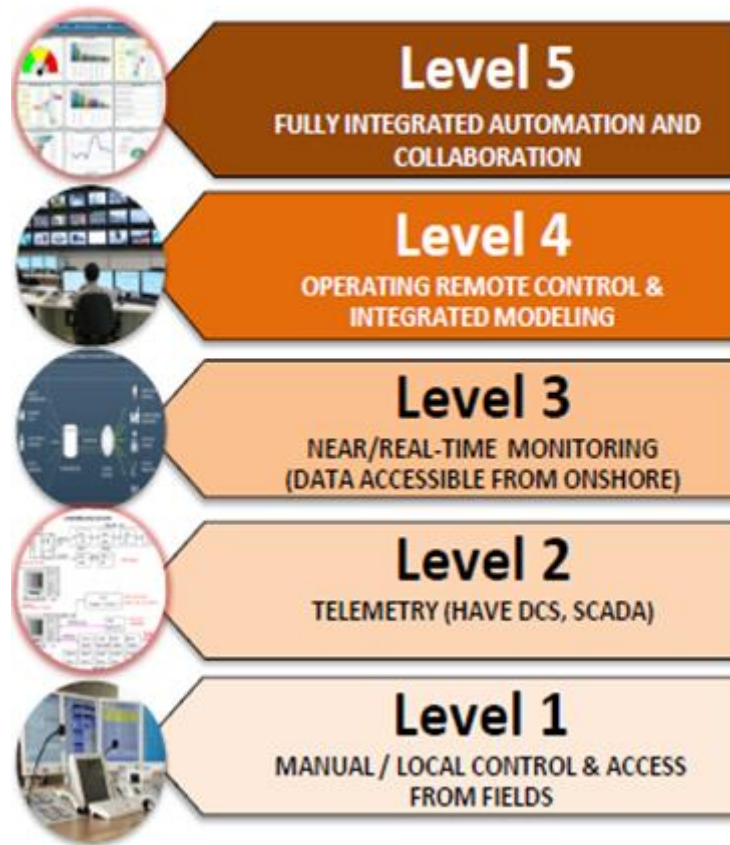 Level 5
FULLY INTEGRATED AUTOMATION AND
COLLABORATION
Level 4
OPERATING REMOTE CONTROL &
INTEGRATED MODELING
Level 3
NEAR/REAL-TIME MONITORING
(DATA ACCESSIBLE FROM ONSHORE)
Level 2
TELEMETRY (HAVE DCS, SCADA)
Level 1
MANUAL / LOCAL CONTROL & ACCESS
FROM FIELDS